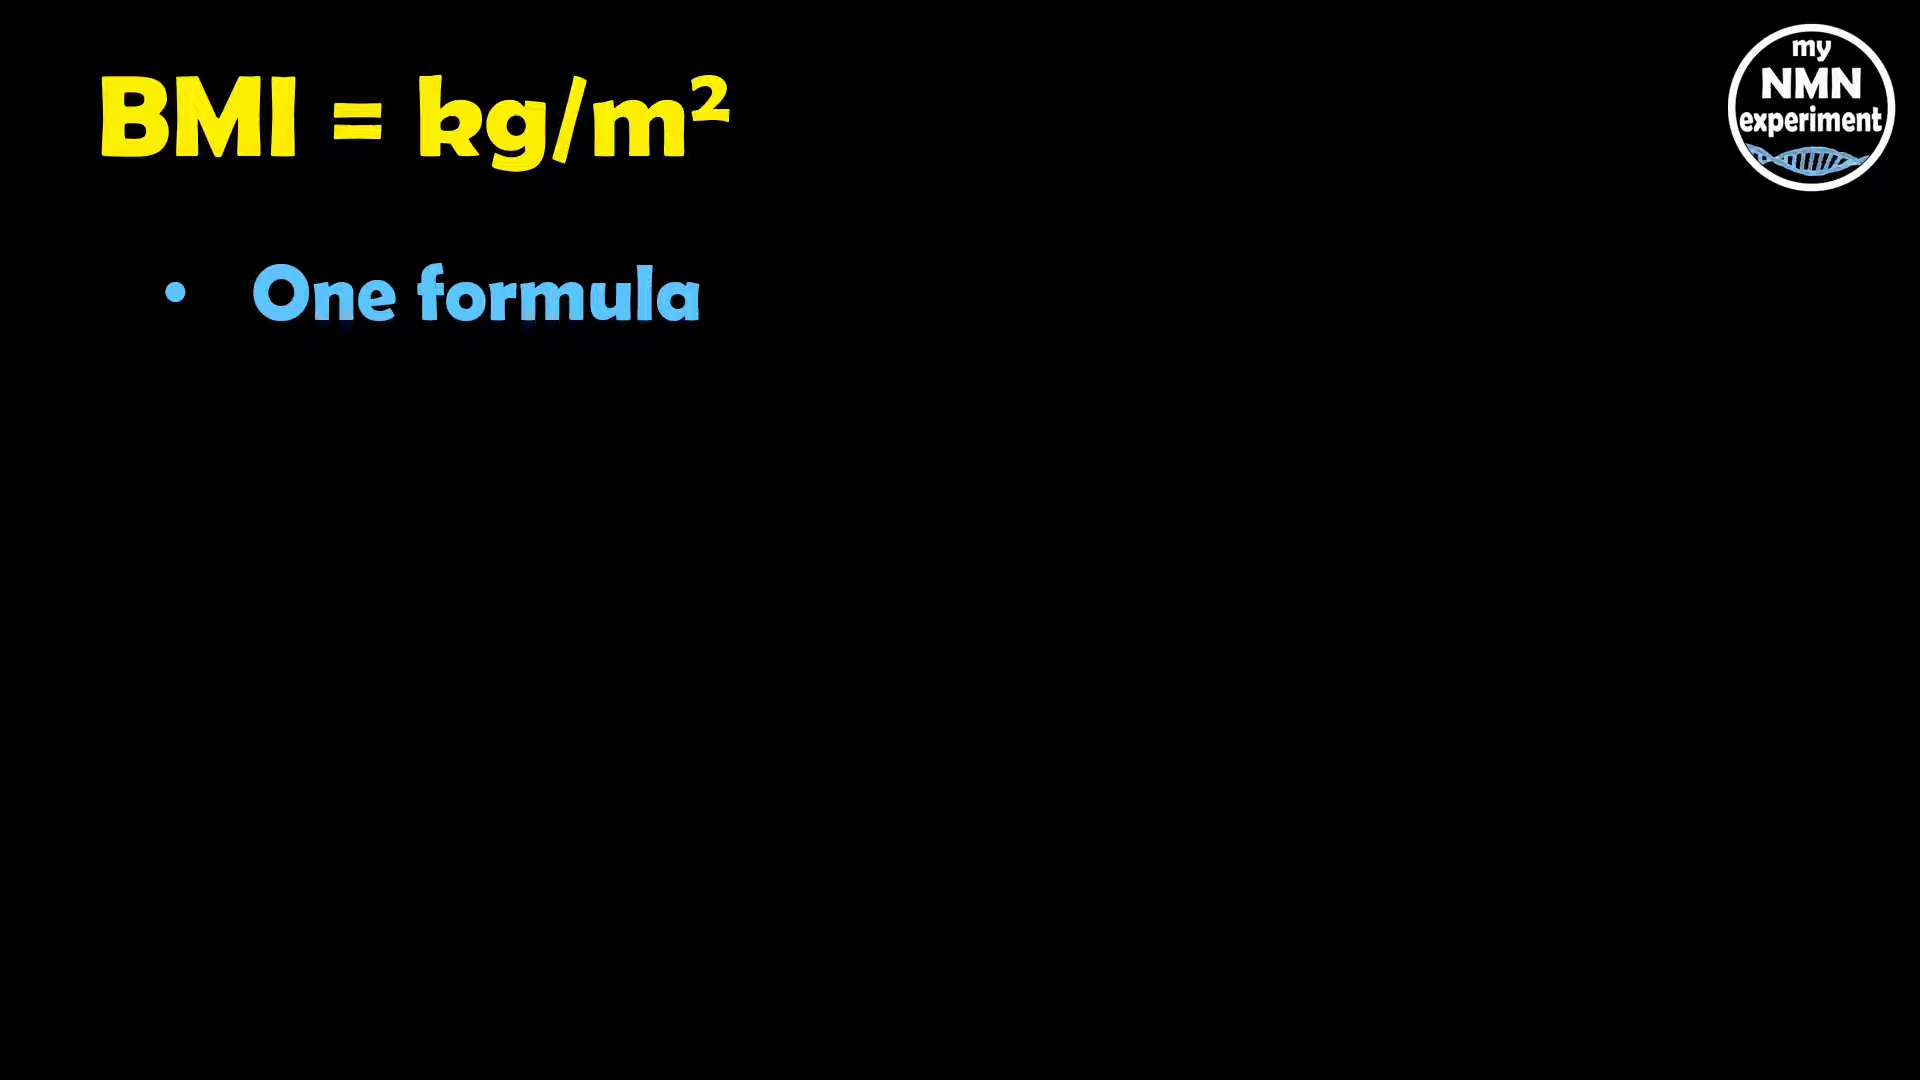 BMI = kg/m²
• One formula
my
NMN
experiment